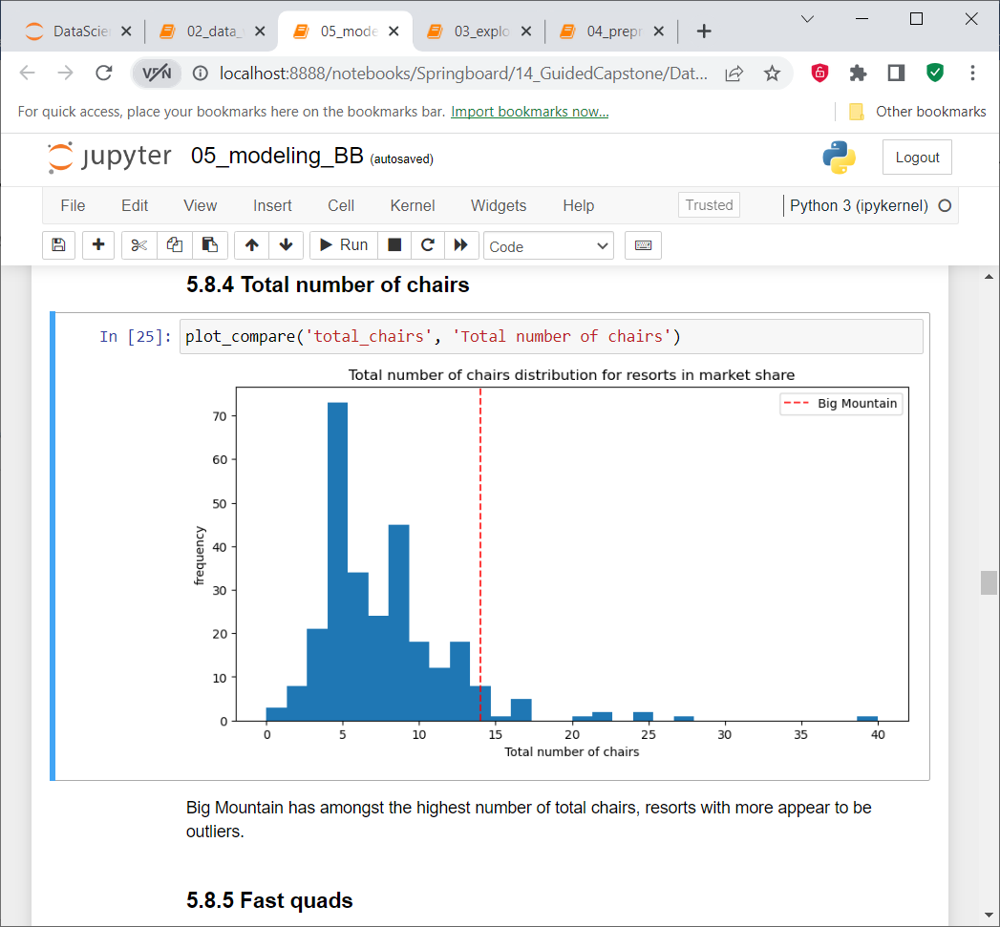 DataScie
02_data_
05_mode
03_explo
04_prepr
VPN
localhost:8888/notebooks/Springboard/14_GuidedCapstone/Dat...
For quick access, place your bookmarks here on the bookmarks bar. Import bookmarks now...
Other bookmarks
jupyter 05_modeling_BB (autosaved)
Logout
File Edit View Insert Cell Kernel Widgets Help
Trusted
Python 3 (ipykernel)
Run
Code
5.8.4 Total number of chairs
In [25]: plot_compare('total_chairs', 'Total number of chairs')
Total number of chairs distribution for resorts in market share
Big Mountain
70
60
50
40
30
20
10
0
frequency
0 5 10 15 20 25 30 35 40
Total number of chairs
Big Mountain has amongst the highest number of total chairs, resorts with more appear to be
outliers.
5.8.5 Fast quads